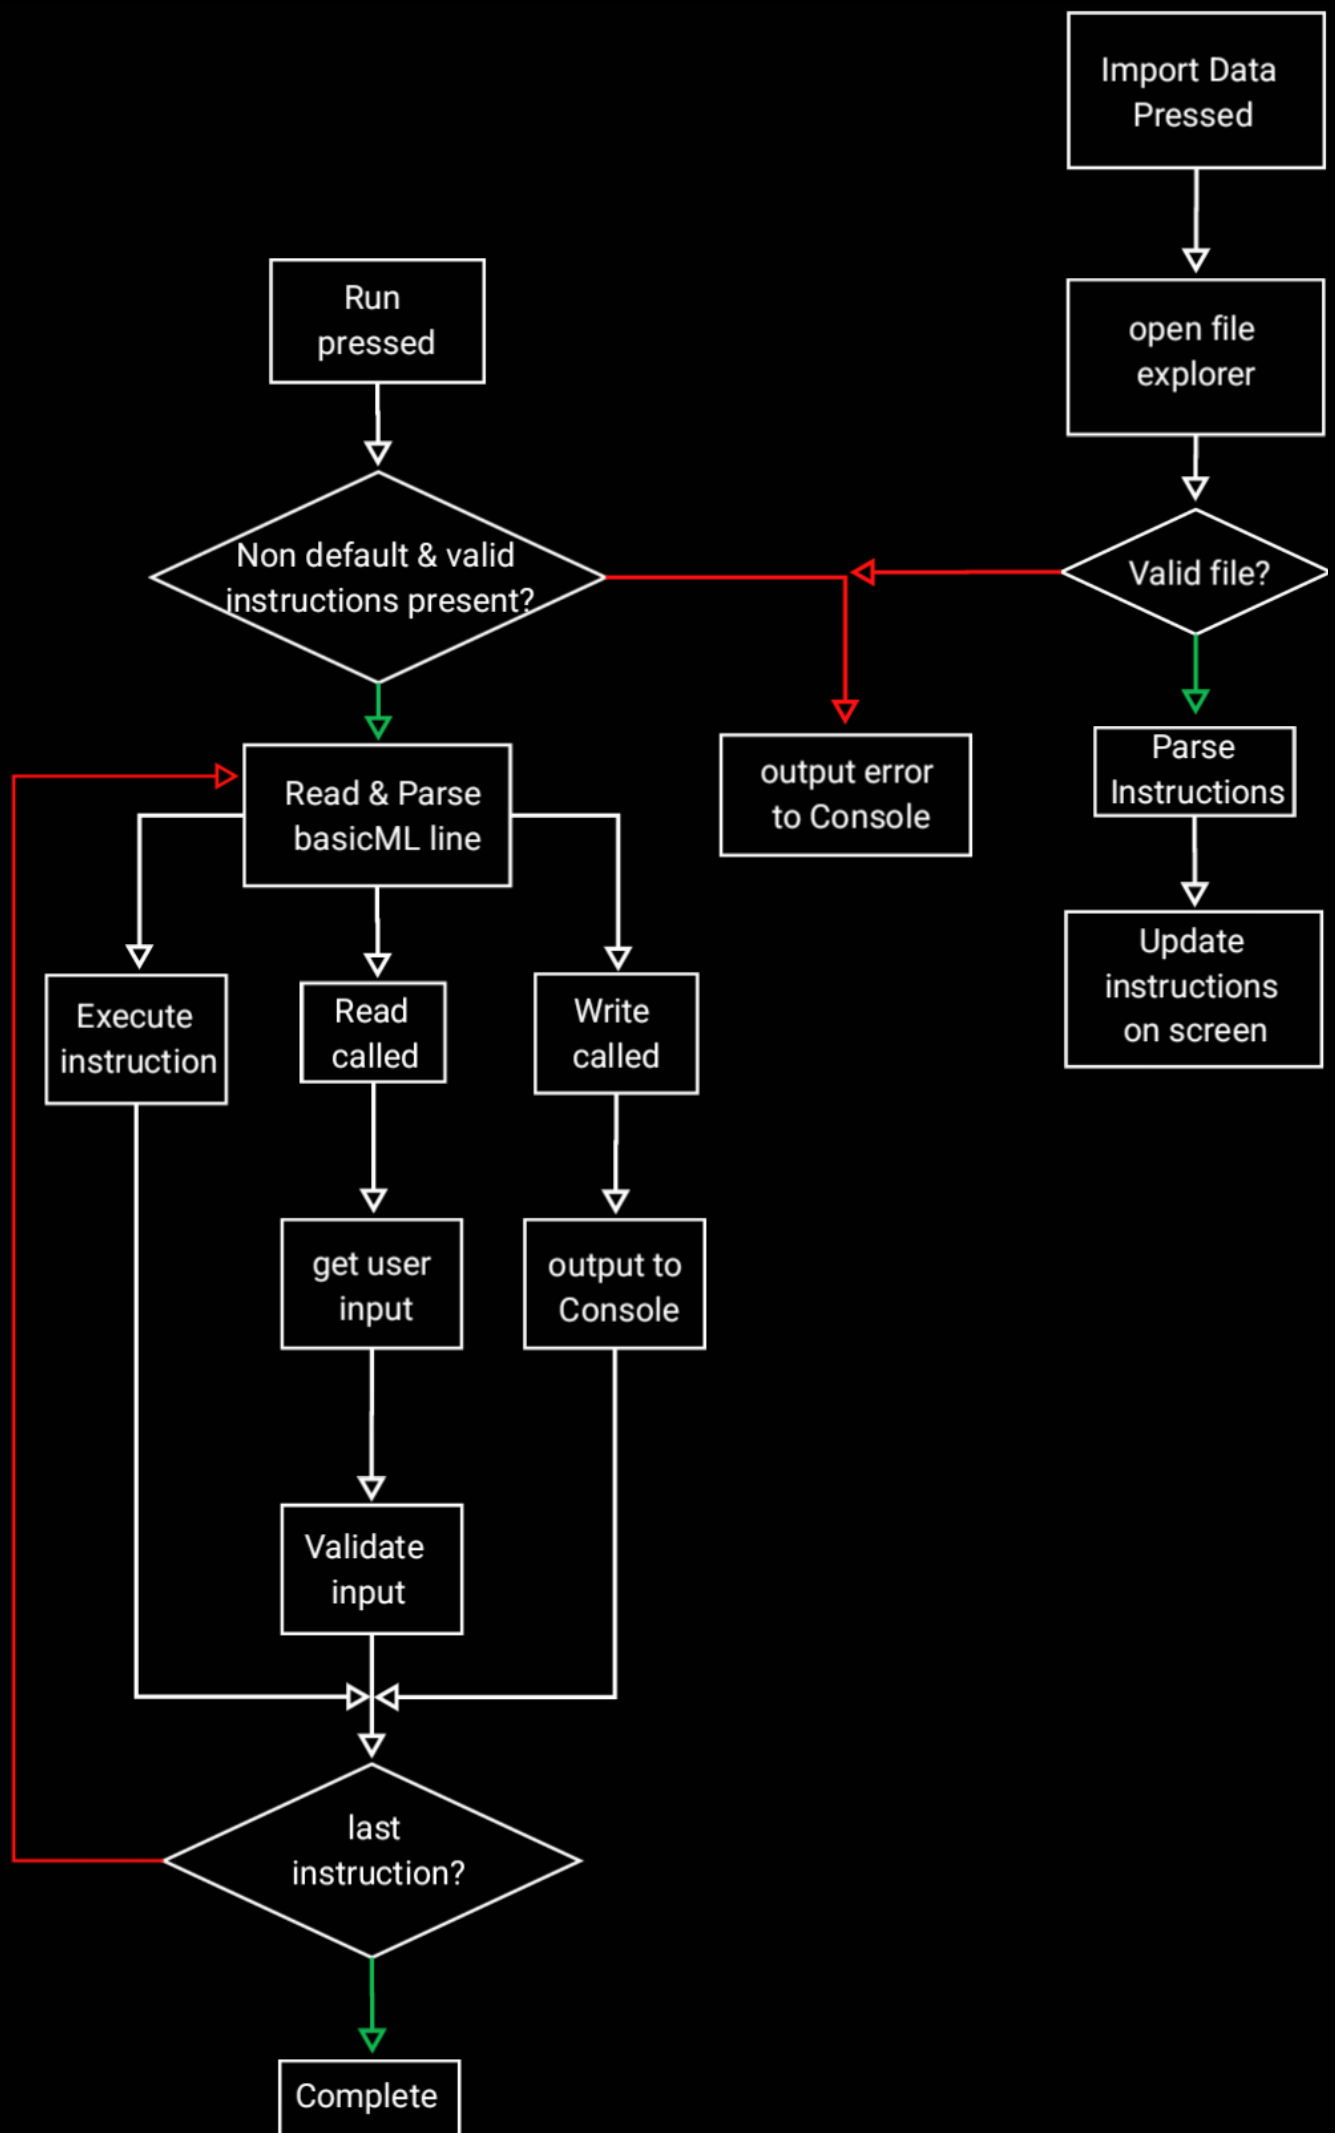 Import Data
Pressed
open file
explorer
Run
pressed
Non default & valid
instructions present?
Valid file?
Read & Parse
basicML line
output error
to Console
Parse
Instructions
Update
instructions
on screen
Execute
instruction
Read
called
Write
called
get user
input
output to
Console
Validate
input
last
instruction?
Complete